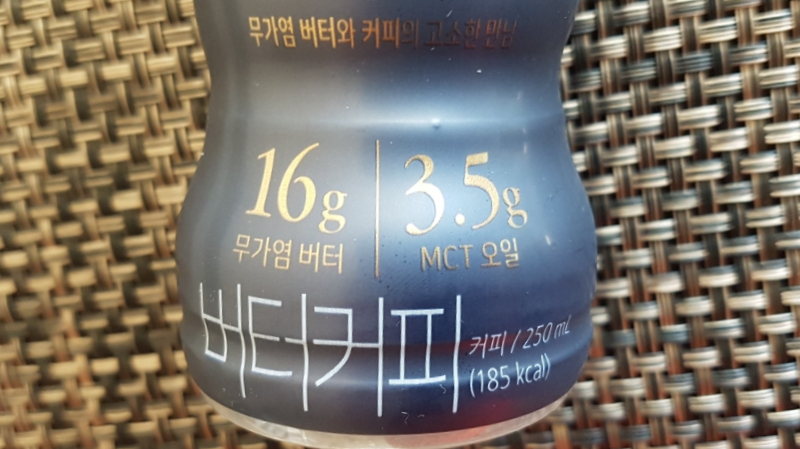 무가염 버터와 커피의 고소한 만남
16g
무가염 버터
3.5g
MCT 오일
버터커피
커피 / 250 mL
(185 kcal)